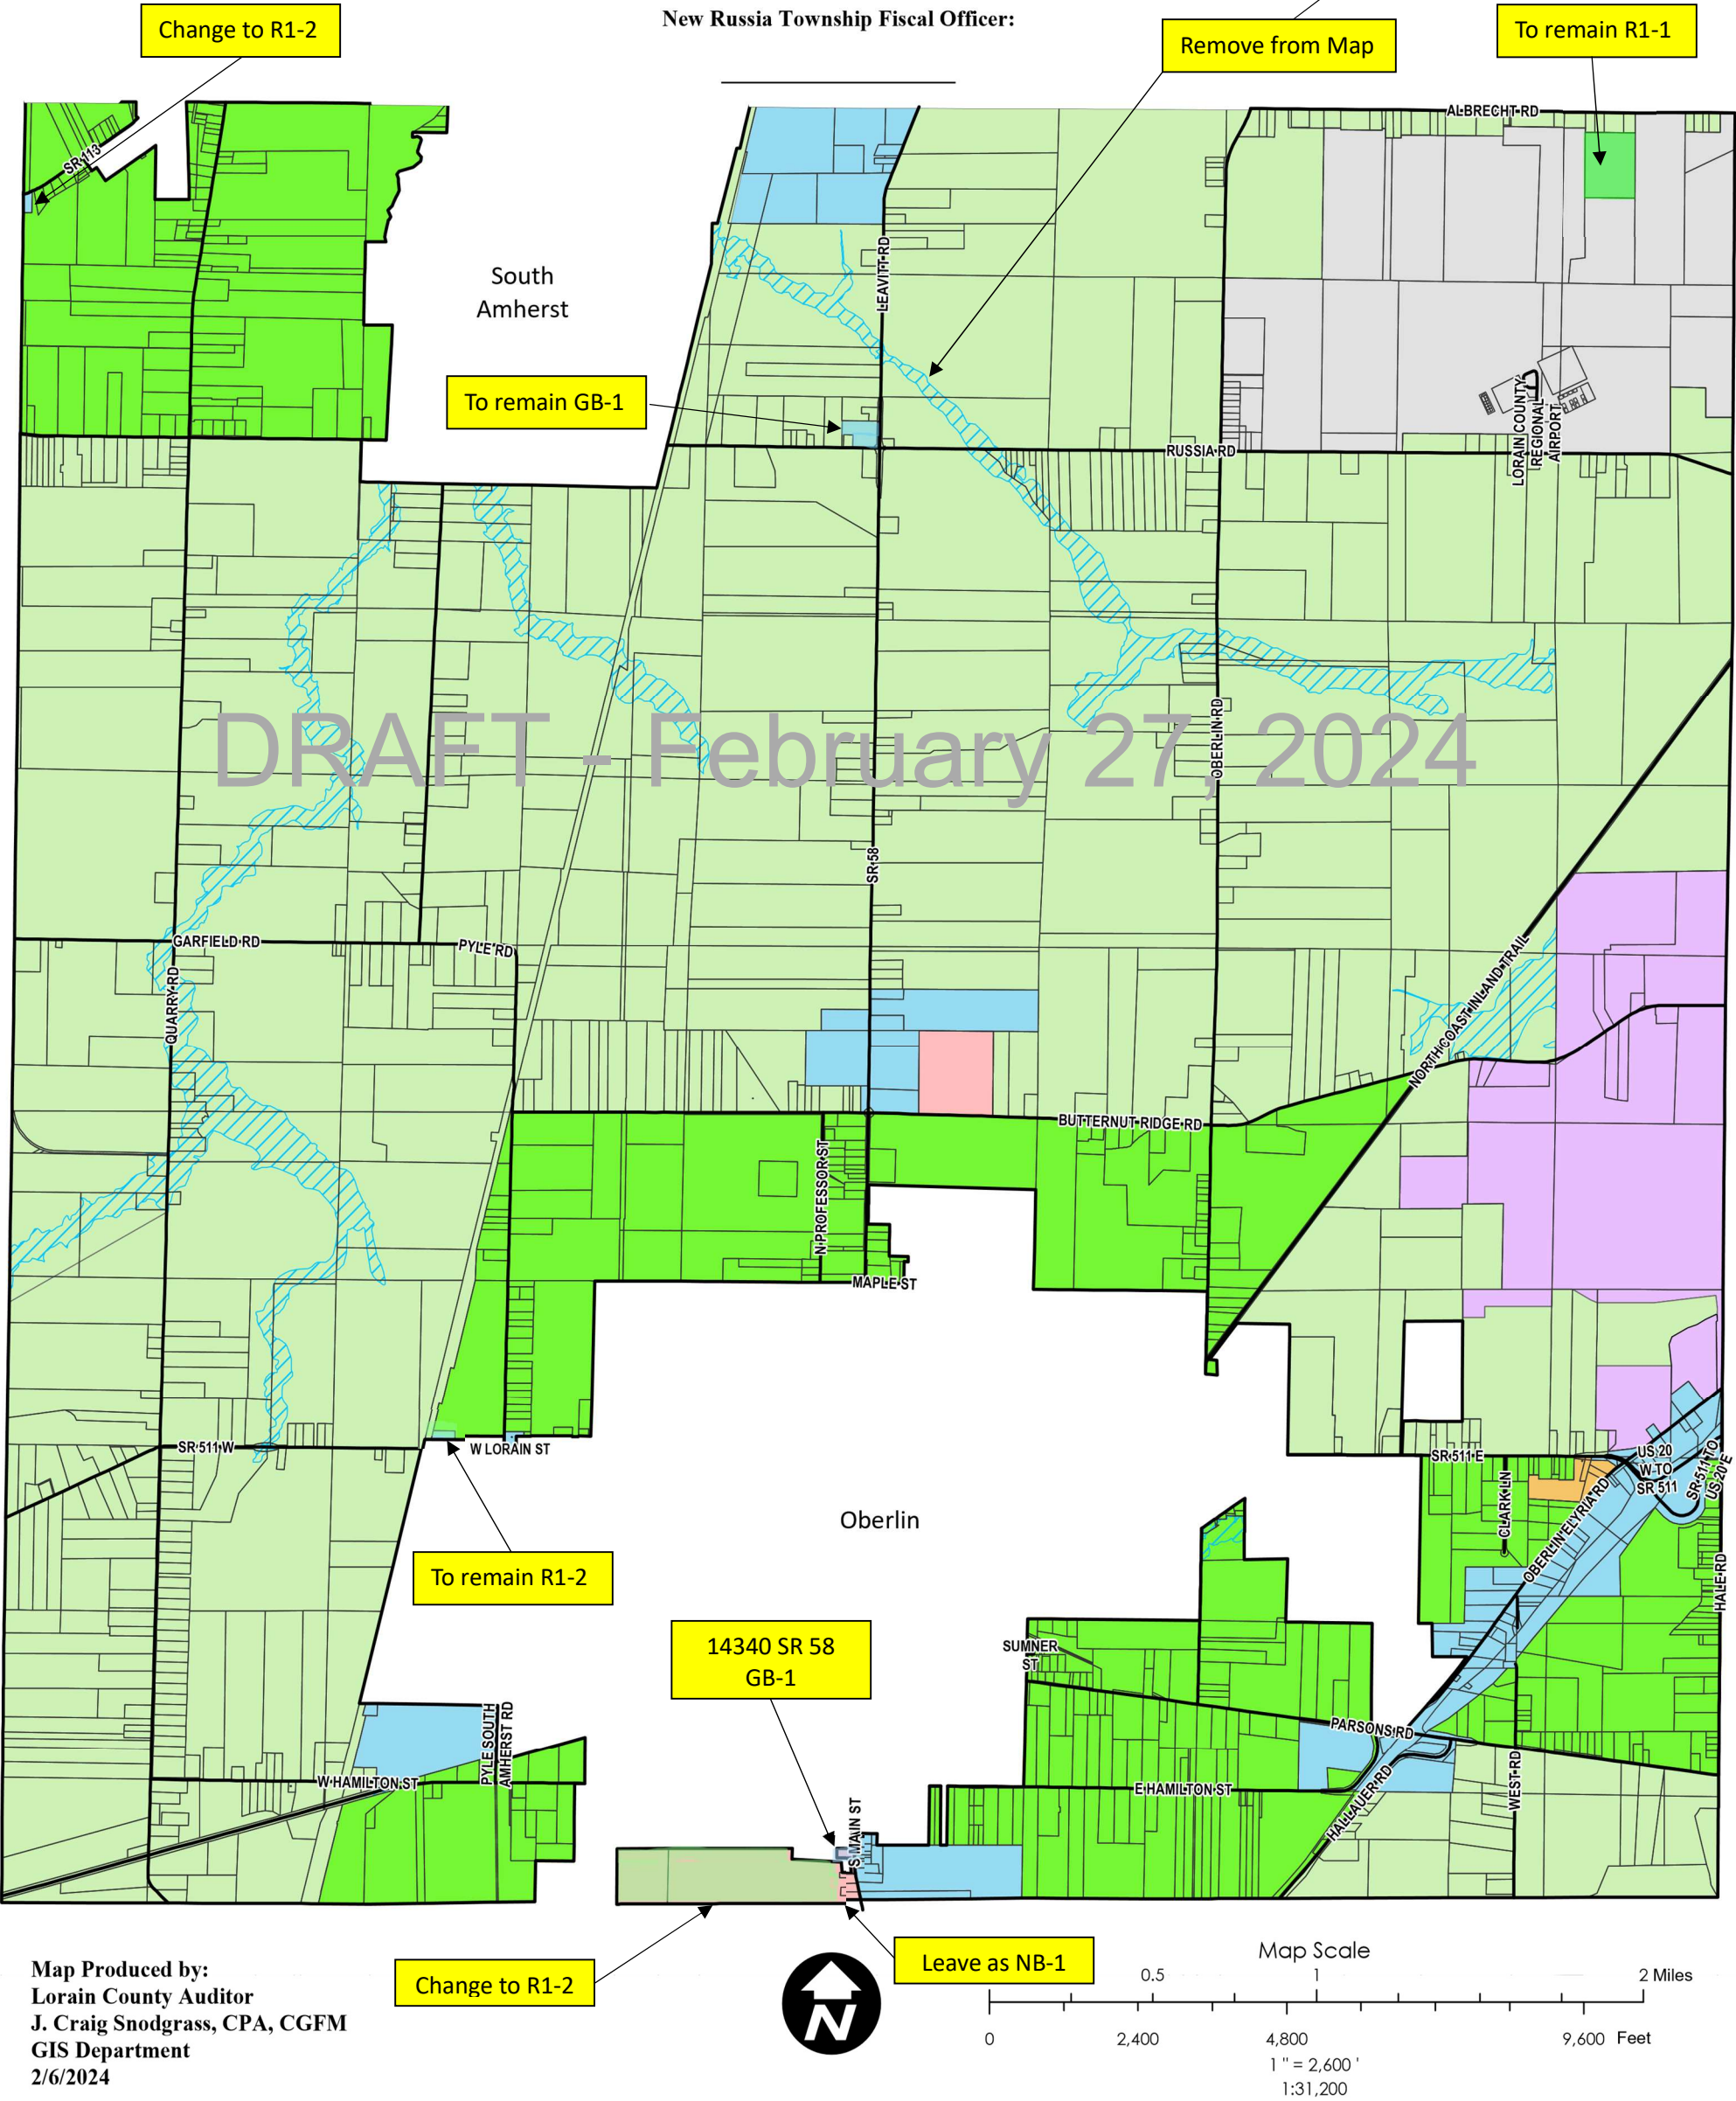 New Russia Township Fiscal Officer:
Change to R1-2
Remove from Map
To remain R1-1
ALBRECHT RD
SR 113
South
Amherst
LEAVITT RD
To remain GB-1
LORAIN COUNTY
REGIONAL
AIRPORT
RUSSIA RD
OBERLIN RD
DRAFT - February 27, 2024
SR 58
GARFIELD RD
PYLE RD
QUARRY RD
NORTH COAST INLAND TRAIL
BUTTERNUT RIDGE RD
N PROFESSOR ST
MAPLE ST
SR 511 W
W LORAIN ST
SR 511 E
US 20
W TO
SR 511
SR 511 TO
US 20 E
CLARK LN
OBERLIN ELYRIA RD
HALE RD
Oberlin
To remain R1-2
14340 SR 58
GB-1
SUMNER
ST
PARSONS RD
PYLE SOUTH
AMHERST RD
W HAMILTON ST
E HAMILTON ST
HALLAUER RD
WEST RD
S MAIN ST
Change to R1-2
Leave as NB-1
Map Produced by:
Lorain County Auditor
J. Craig Snodgrass, CPA, CGFM
GIS Department
2/6/2024
N
Map Scale
0.5 1 2 Miles
0 2,400 4,800 9,600 Feet
1 " = 2,600 '
1:31,200